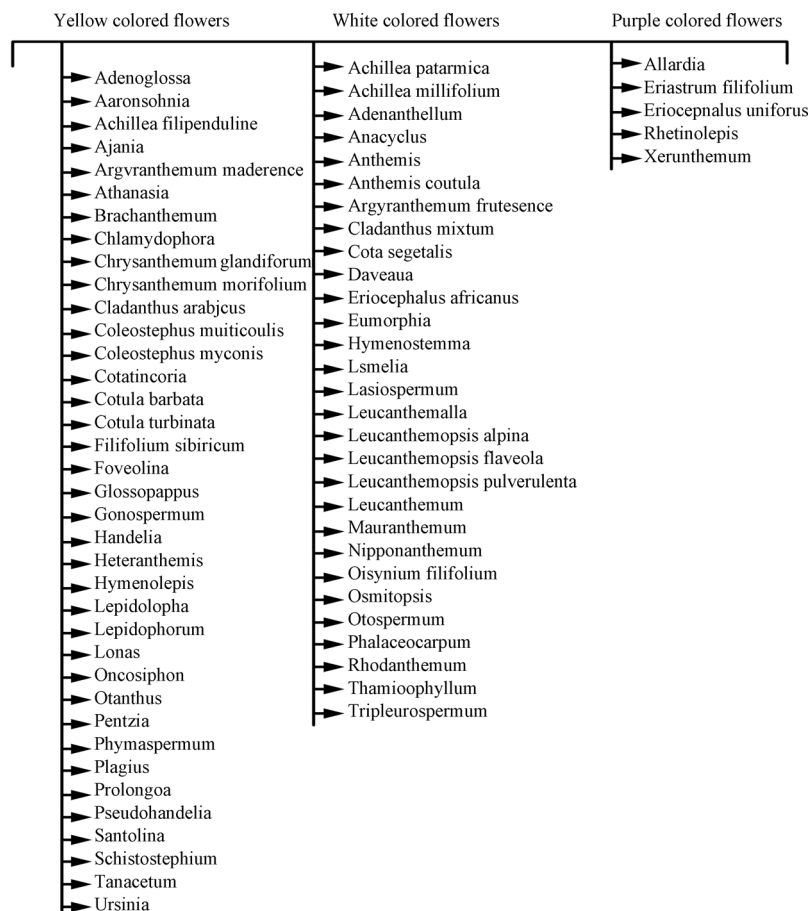 Yellow colored flowers
Adenoglossa
Aaronsohnia
Achillea filipenduline
Ajania
Argvranthemum maderence
Athanasia
Brachanthemum
Chlamydophora
Chrysanthemum glandiforum
Chrysanthemum morifolium
Cladanthus arabjcus
Coleostephus muiticoulis
Coleostephus myconis
Cotatincoria
Cotula barbata
Cotula turbinata
Filifolium sibiricum
Foveolina
Glossopappus
Gonospermum
Handelia
Heteranthemis
Hymenolepis
Lepidolopha
Lepidophorum
Lonas
Oncosiphon
Otanthus
Pentzia
Phymaspermum
Plagius
Prolongoa
Pseudohandelia
Santolina
Schistostephium
Tanacetum
Ursinia
White colored flowers
Achillea patarmica
Achillea millifolium
Adenanthellum
Anacyclus
Anthemis
Anthemis coutula
Argyranthemum frutesence
Cladanthus mixtum
Cota segetalis
Daveaua
Eriocephalus africanus
Eumorphia
Hymenostemma
Lsmelia
Lasiospermum
Leucanthemalla
Leucanthemopsis alpina
Leucanthemopsis flaveola
Leucanthemopsis pulverulenta
Leucanthemum
Mauranthemum
Nipponanthemum
Oisynium filifolium
Osmitopsis
Otospermum
Phalaceocarpum
Rhodanthemum
Thamioophyllum
Tripleurospermum
Purple colored flowers
Allardia
Eriastrum filifolium
Eriocepnalus uniforus
Rhetinolepis
Xerunthemum